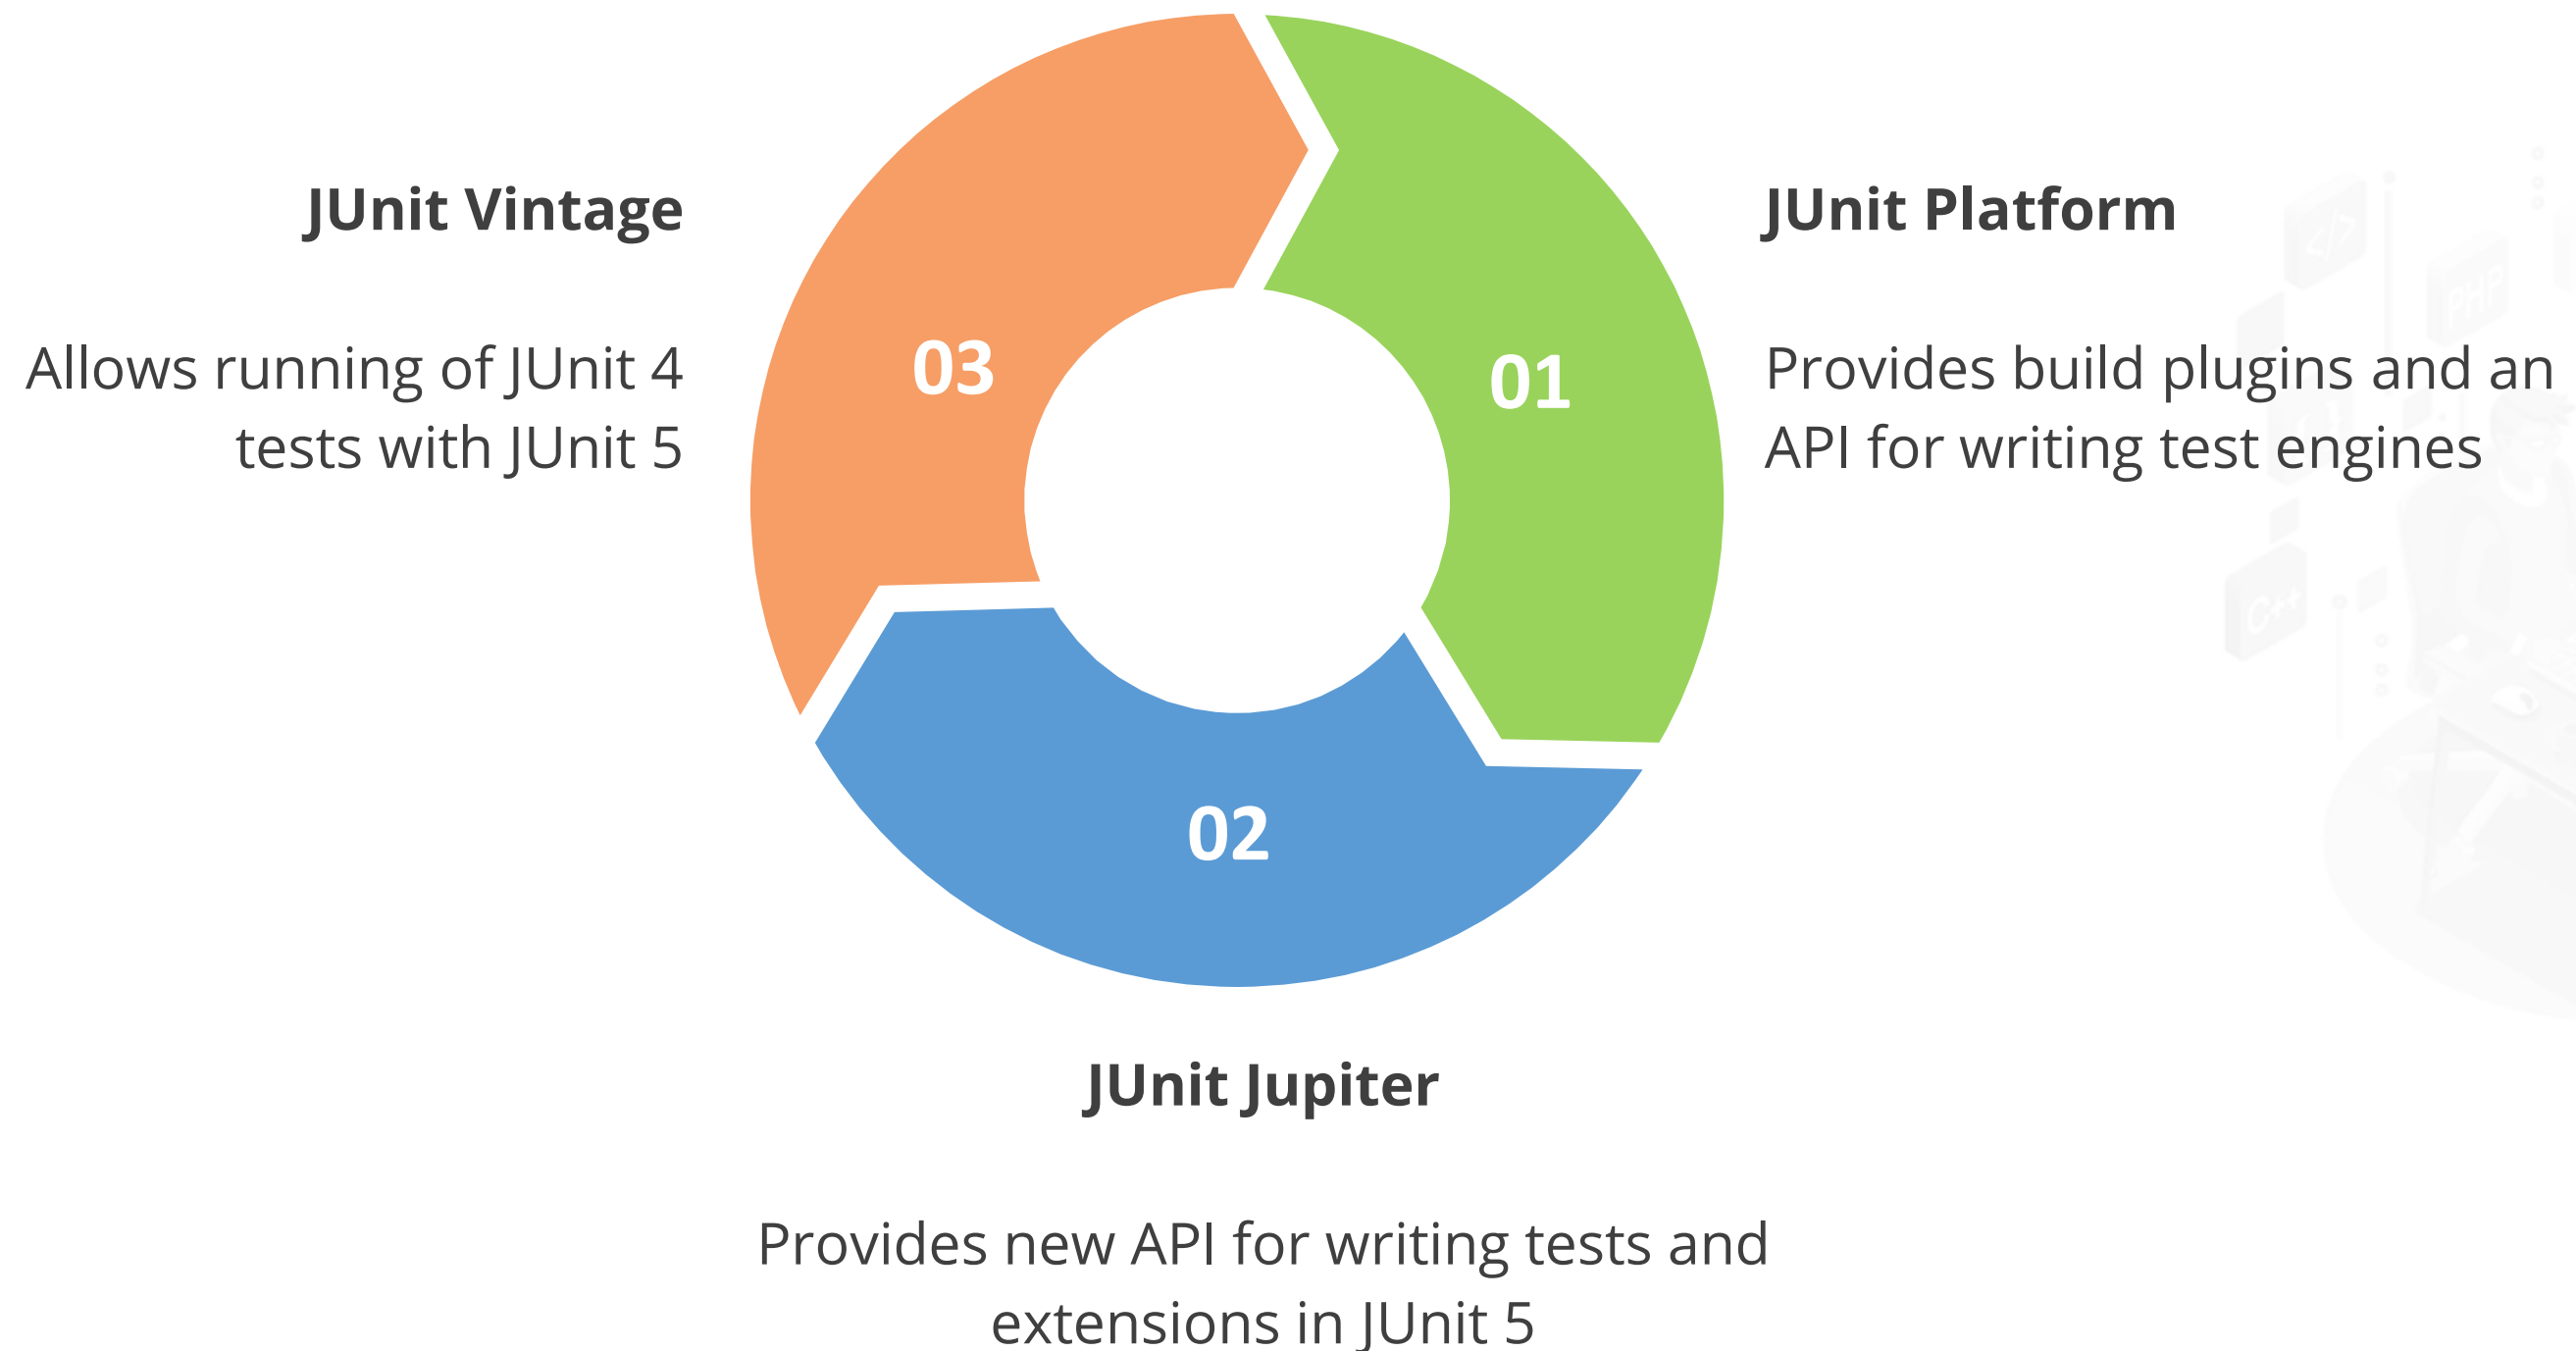 JUnit Vintage
Allows running of JUnit 4
tests with JUnit 5
03
01
JUnit Platform
Provides build plugins and an
API for writing test engines
02
JUnit Jupiter
Provides new API for writing tests and
extensions in JUnit 5
</>
PHP
C++